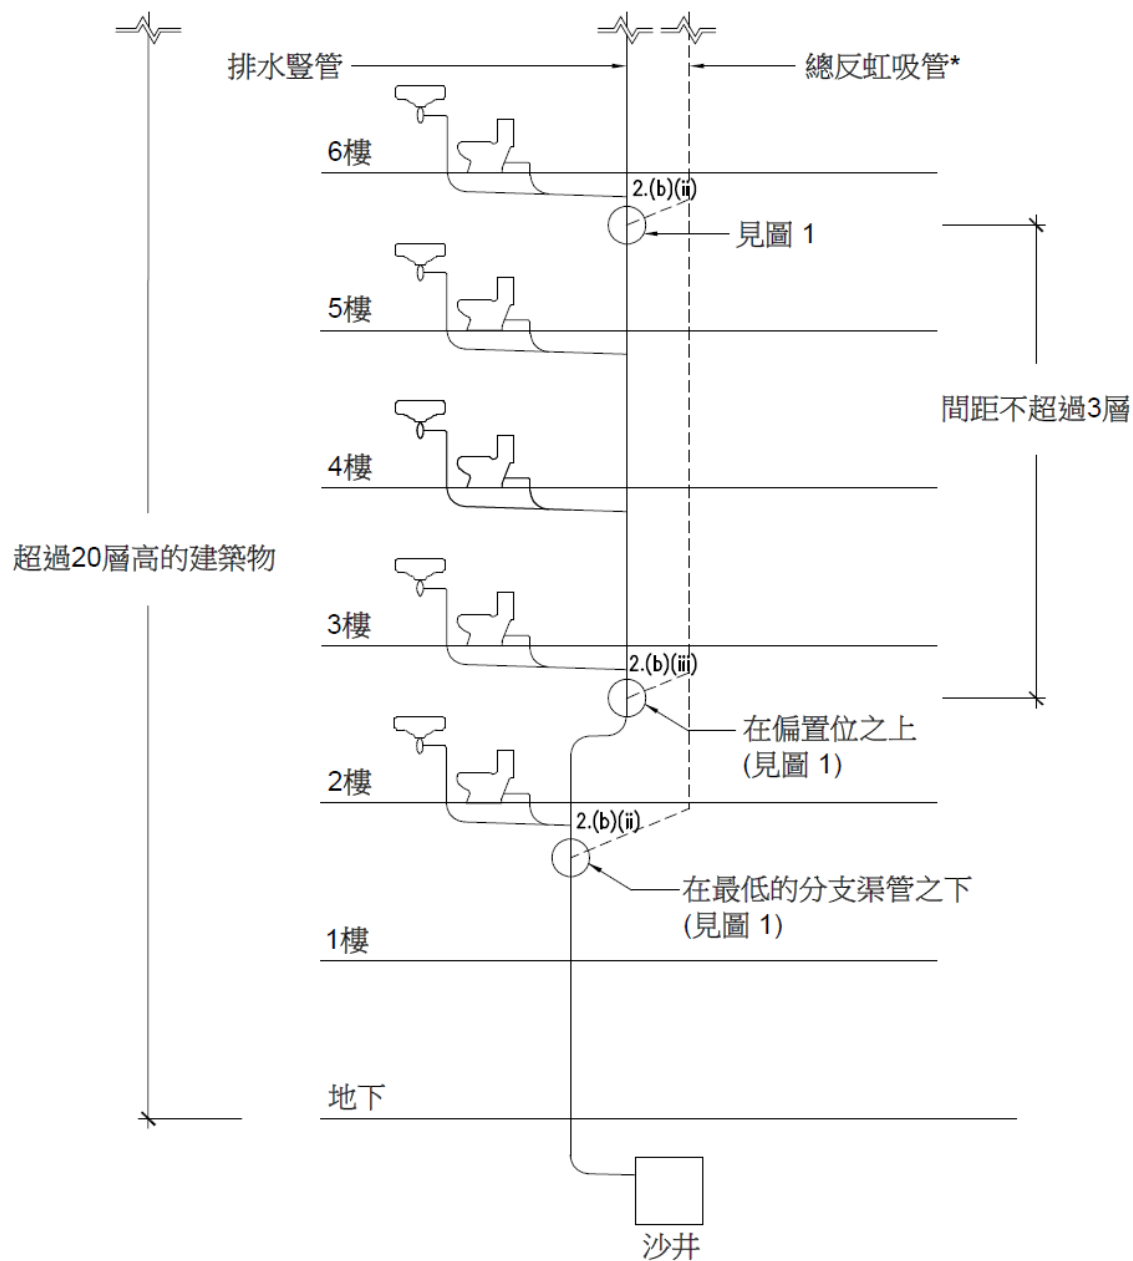 排水豎管
總反虹吸管*
6樓
2.(b)(ii)
見圖 1
5樓
間距不超過3層
4樓
超過20層高的建築物
3樓
2.(b)(iii)
在偏置位之上
(見圖 1)
2樓
2.(b)(ii)
在最低的分支渠管之下
(見圖 1)
1樓
地下
沙井